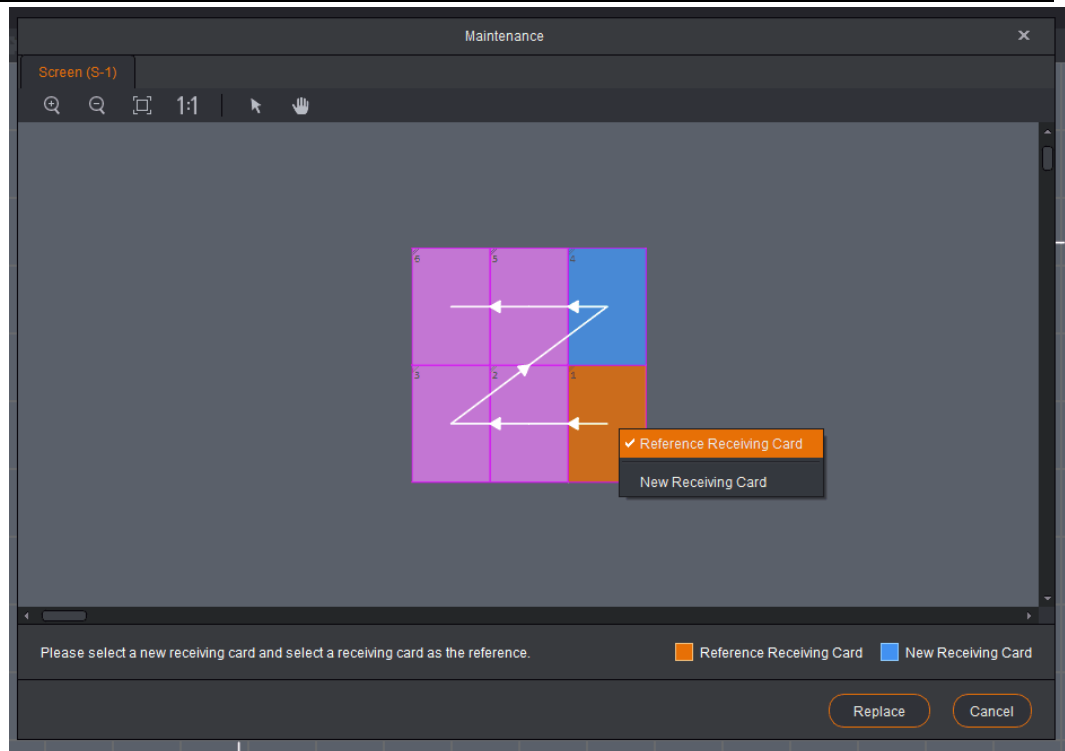 Maintenance
Screen (S-1)
1:1
6 5 4
3 2 1
Reference Receiving Card
New Receiving Card
Please select a new receiving card and select a receiving card as the reference.
Reference Receiving Card New Receiving Card
Replace Cancel